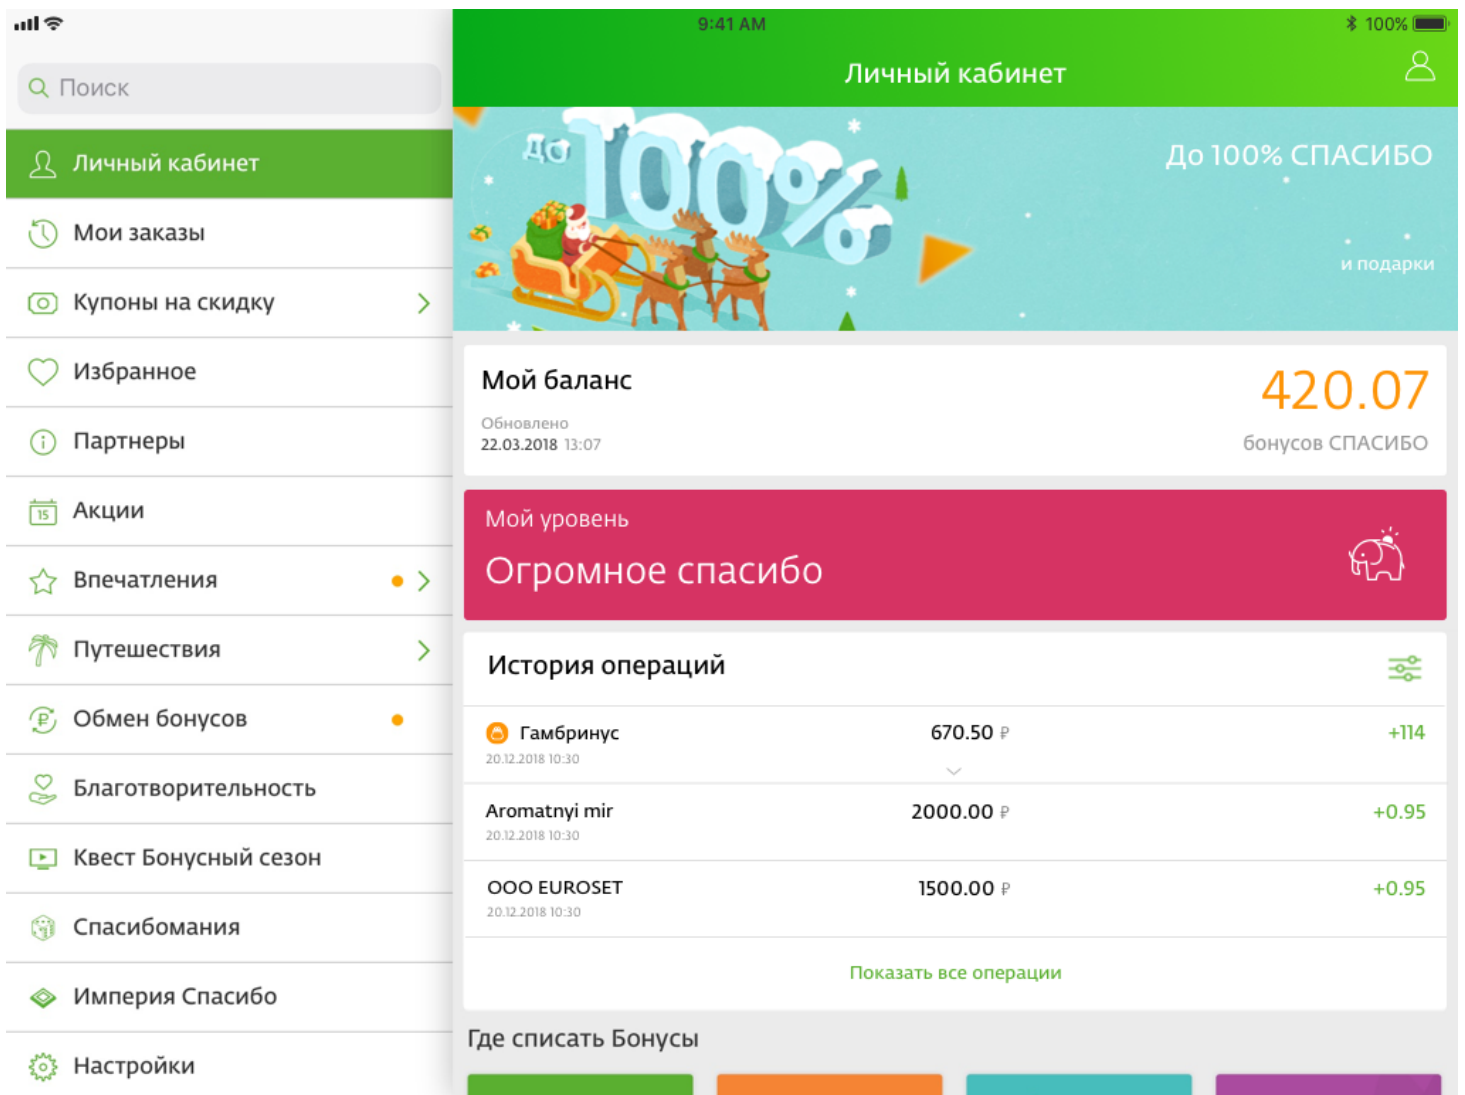 9:41 AM
100%
Поиск
Личный кабинет
Мои заказы
Купоны на скидку
Избранное
Партнеры
15
Акции
Впечатления
Путешествия
Обмен бонусов
Благотворительность
Квест Бонусный сезон
Спасибомания
Империя Спасибо
Настройки
Личный кабинет
до 100%
До 100% СПАСИБО
и подарки
Мой баланс
420.07
Обновлено
22.03.2018 13:07
бонусов СПАСИБО
Мой уровень
Огромное спасибо
История операций
Гамбринус 670.50 ₽ +114
20.12.2018 10:30
Aromatnyi mir 2000.00 ₽ +0.95
20.12.2018 10:30
OOO EUROSET 1500.00 ₽ +0.95
20.12.2018 10:30
Показать все операции
Где списать Бонусы